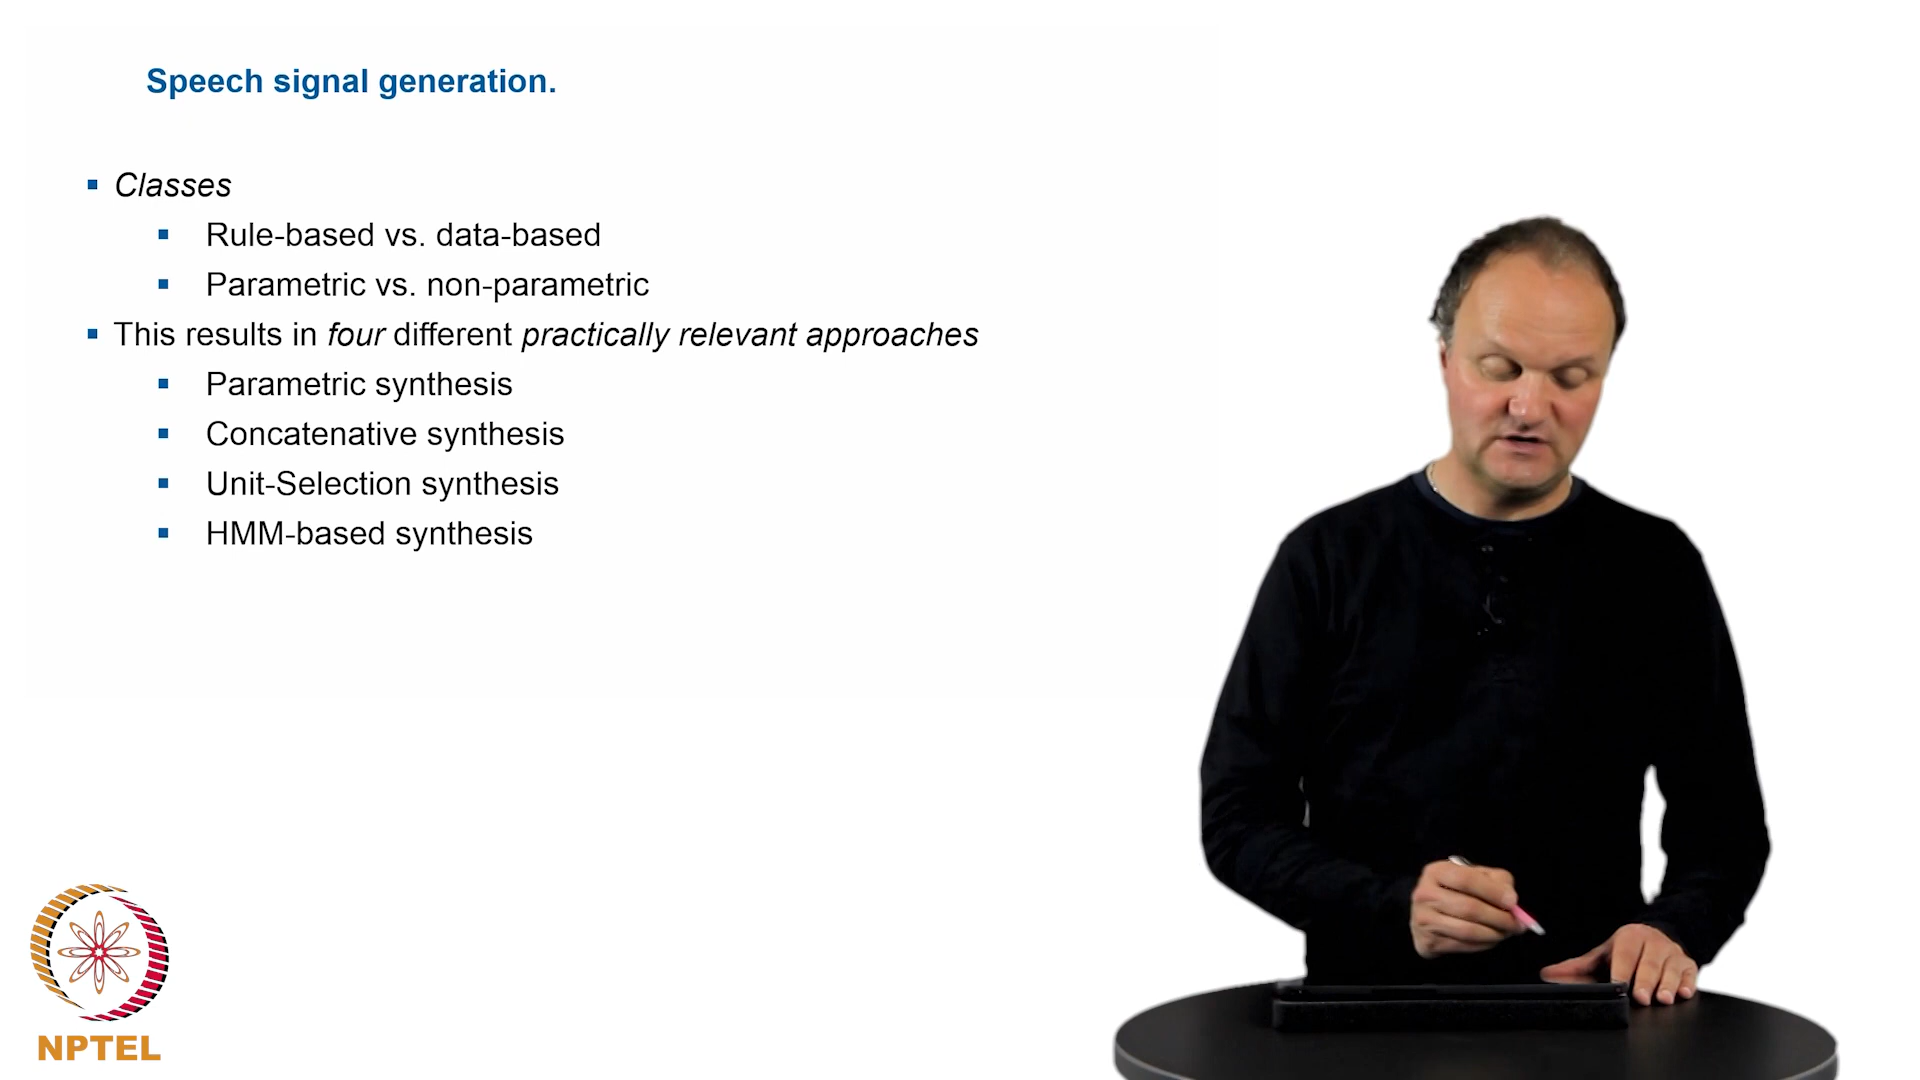 Speech signal generation.
Classes
Rule-based vs. data-based
Parametric vs. non-parametric
This results in four different practically relevant approaches
Parametric synthesis
Concatenative synthesis
Unit-Selection synthesis
HMM-based synthesis
NPTEL